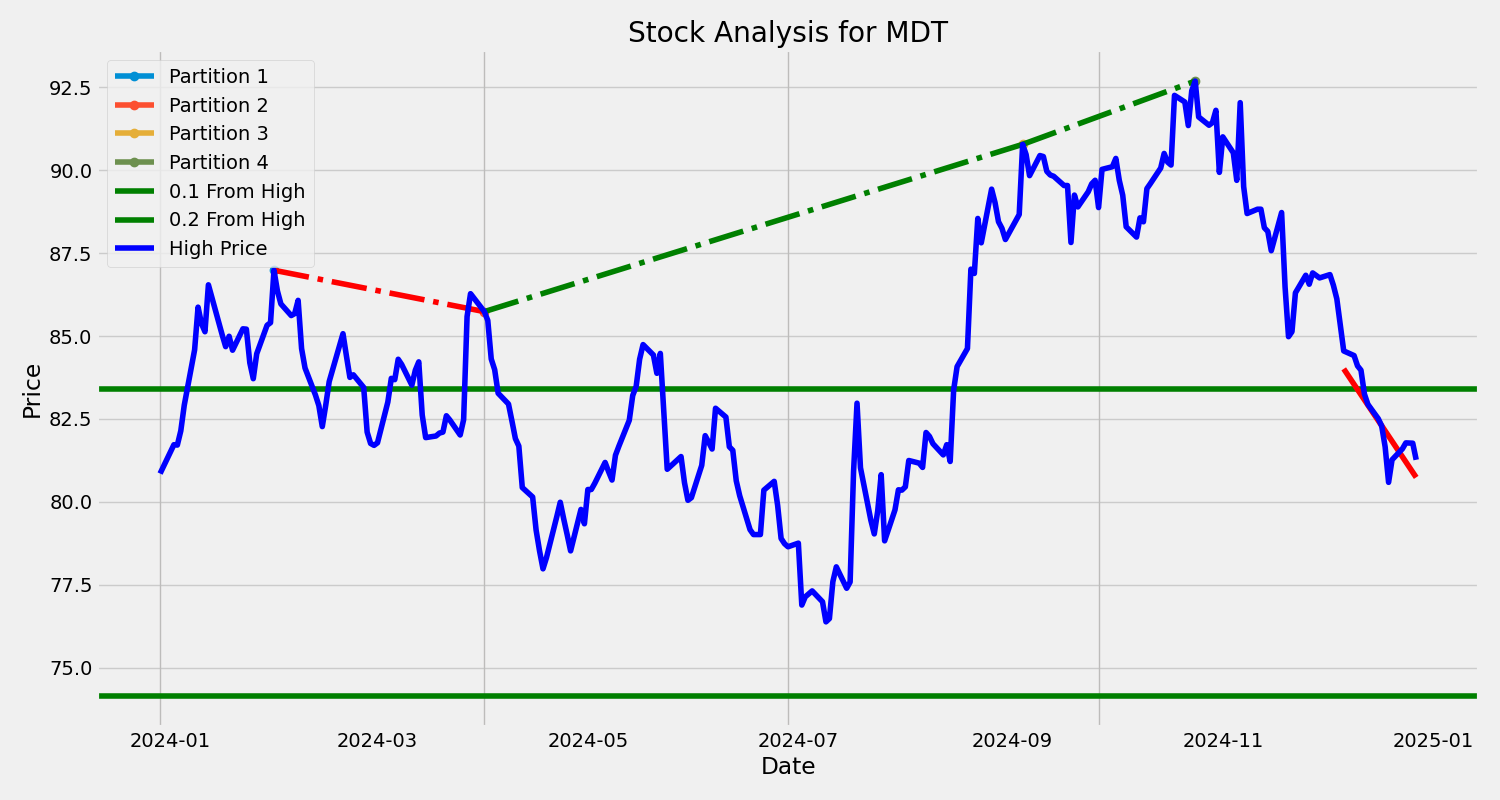 Stock Analysis for MDT
Partition 1
Partition 2
Partition 3
Partition 4
0.1 From High
0.2 From High
High Price
92.5
90.0
87.5
85.0
82.5
80.0
77.5
75.0
Price
2024-01
2024-03
2024-05
2024-07
2024-09
2024-11
2025-01
Date